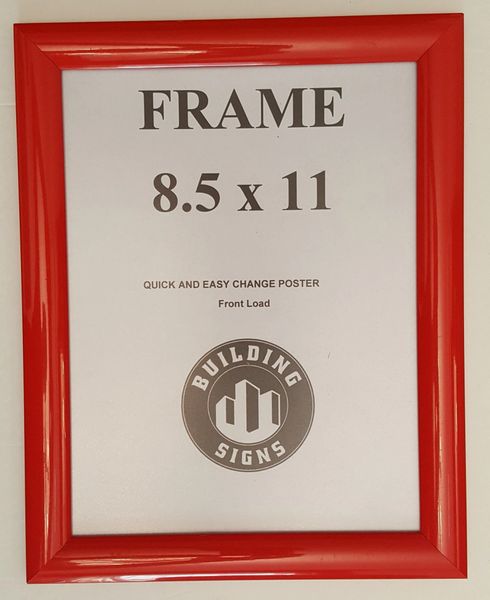 FRAME
8.5 x 11
QUICK AND EASY CHANGE POSTER
Front Load
BUILDING
SIGNS